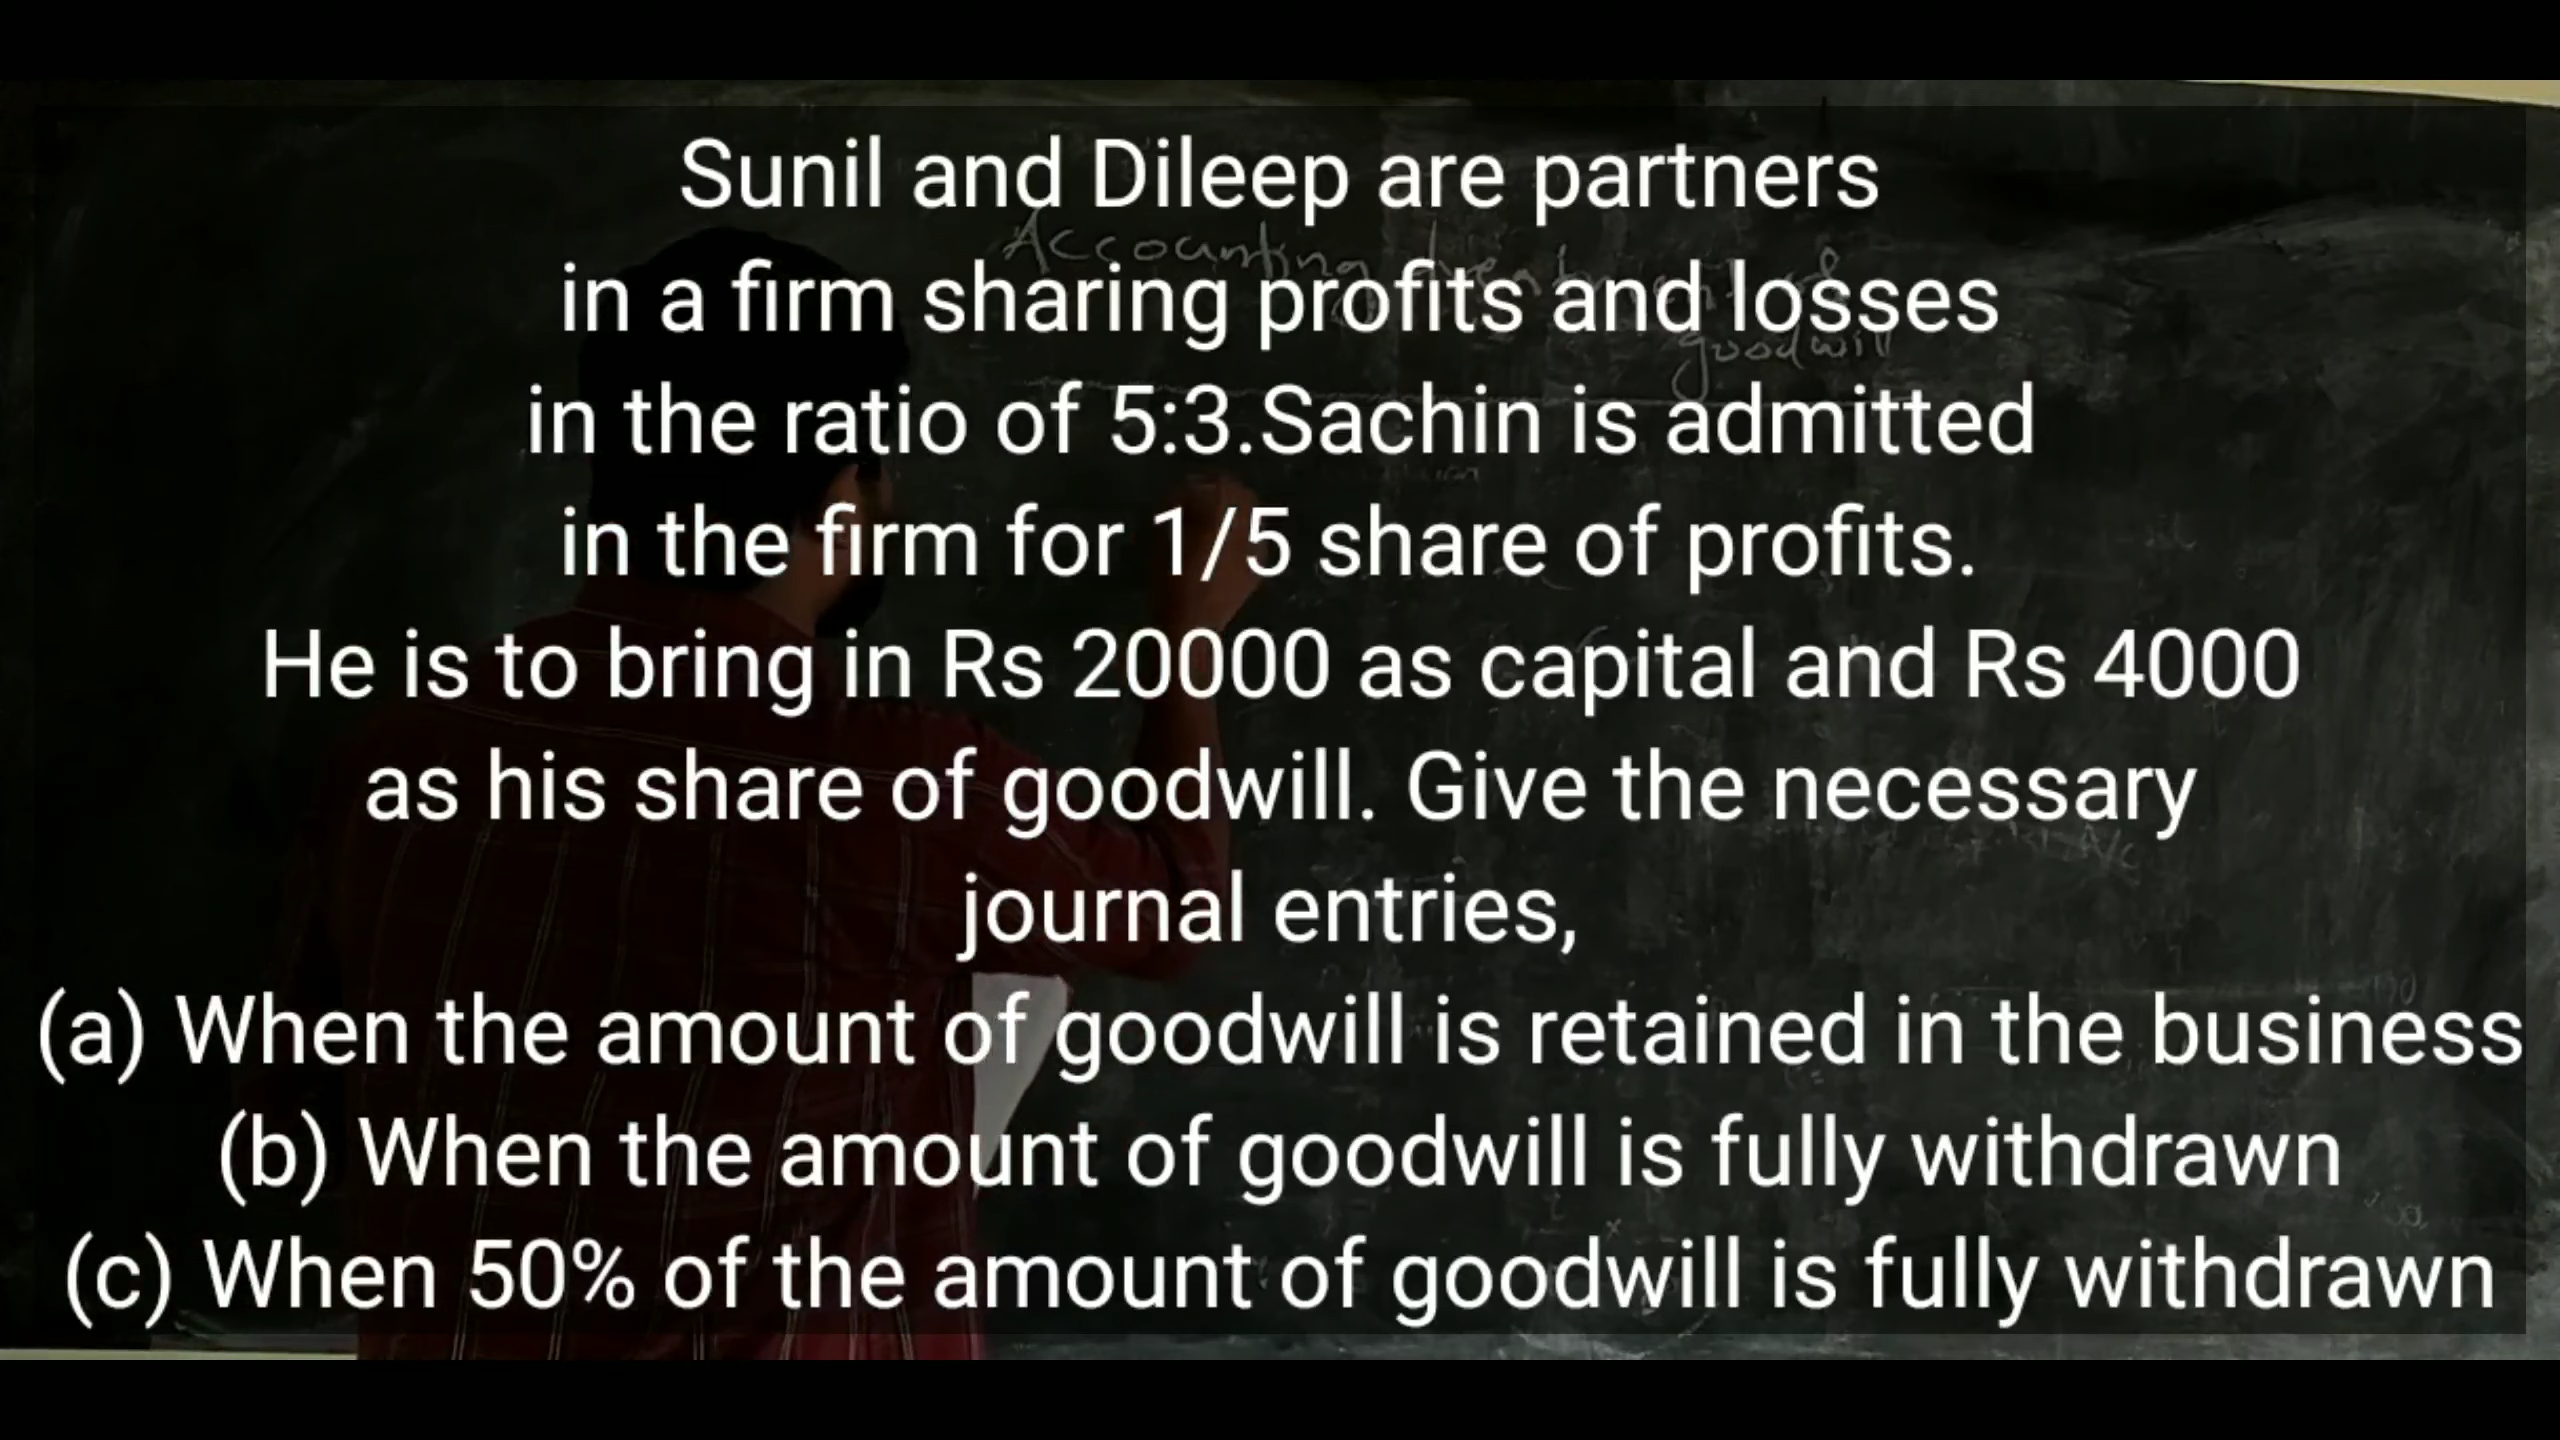 Sunil and Dileep are partners
Accounting
in a firm sharing profits and losses
goodwill
in the ratio of 5:3.Sachin is admitted
in the firm for 1/5 share of profits.
He is to bring in Rs 20000 as capital and Rs 4000
as his share of goodwill. Give the necessary
A/c
journal entries,
(a) When the amount of goodwill is retained in the business
(b) When the amount of goodwill is fully withdrawn
(c) When 50% of the amount of goodwill is fully withdrawn